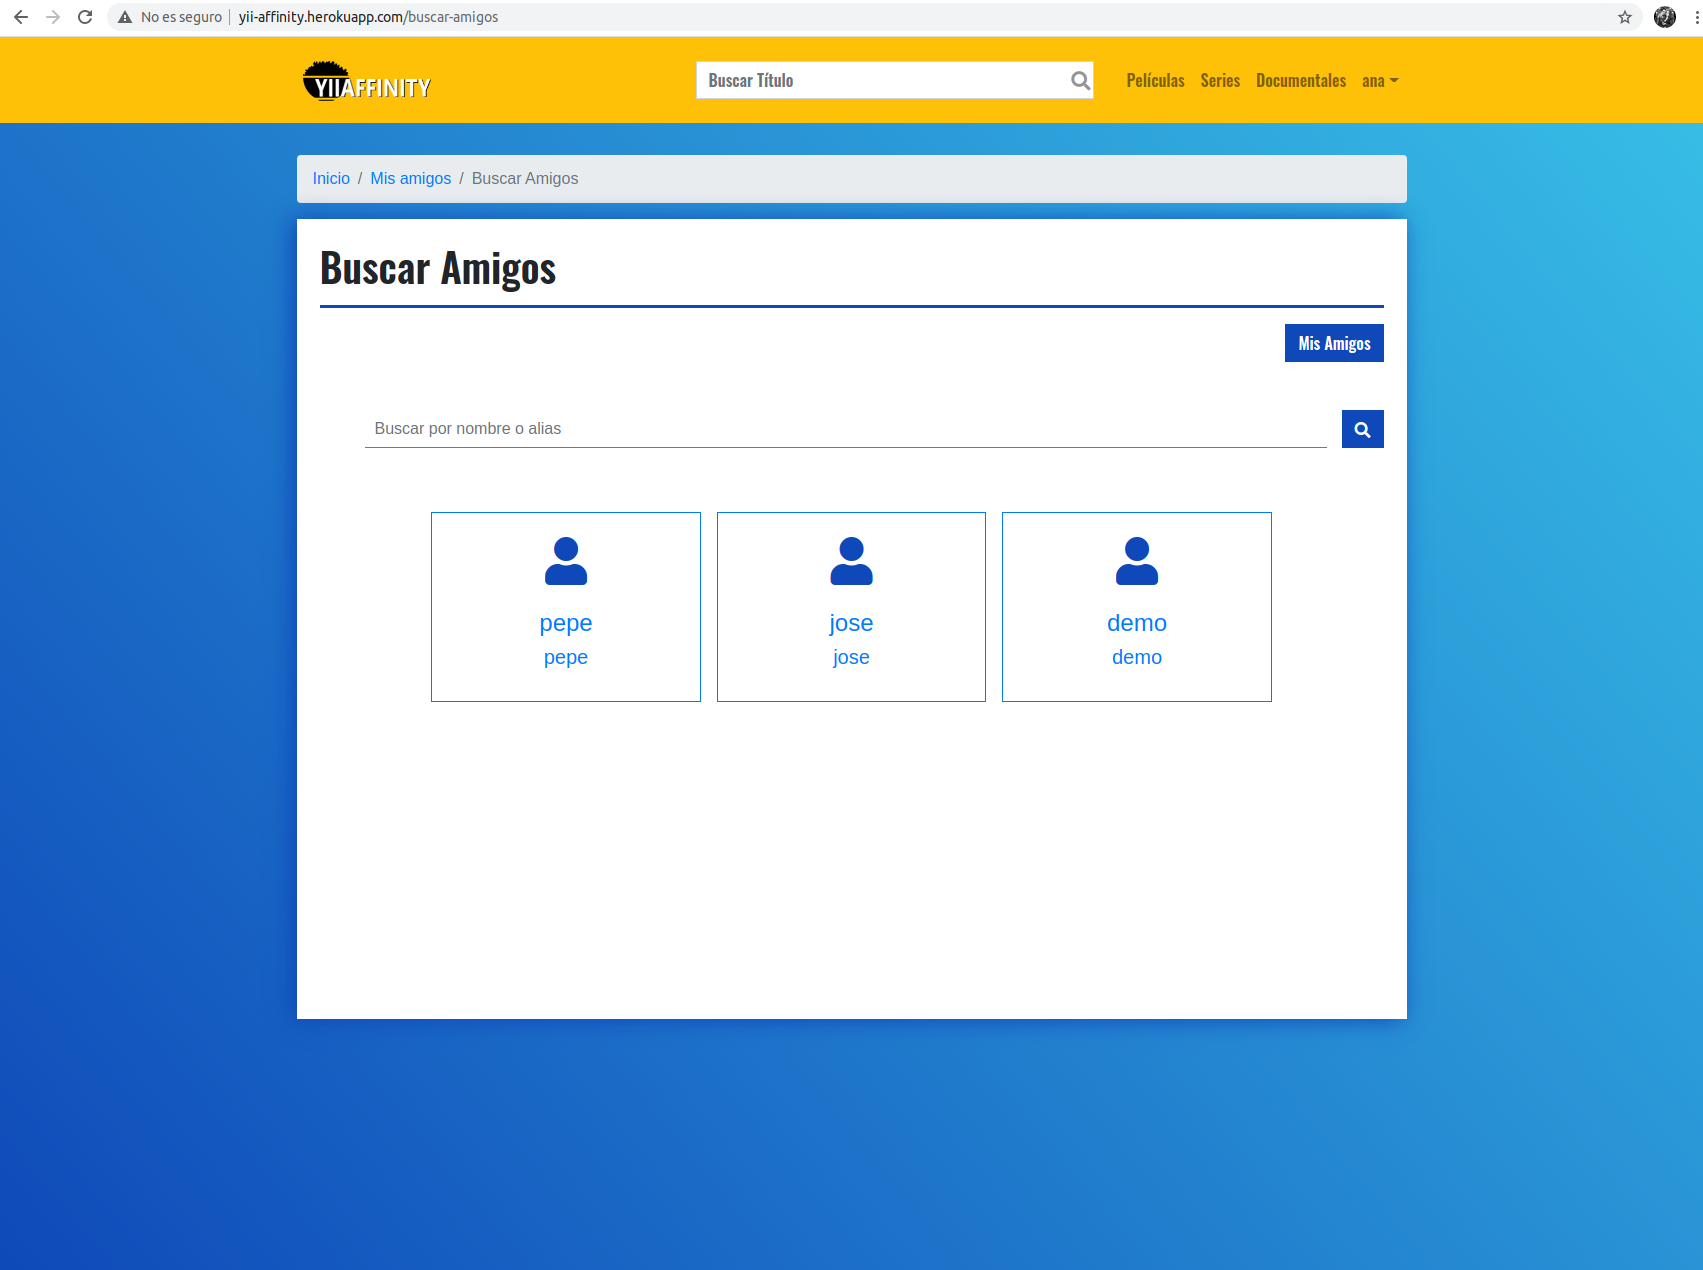 No es seguro yii-affinity.herokuapp.com/buscar-amigos
YIIAFFINITY
Buscar Título
Películas Series Documentales ana
Inicio / Mis amigos / Buscar Amigos
Buscar Amigos
Mis Amigos
Buscar por nombre o alias
pepe
pepe
jose
jose
demo
demo